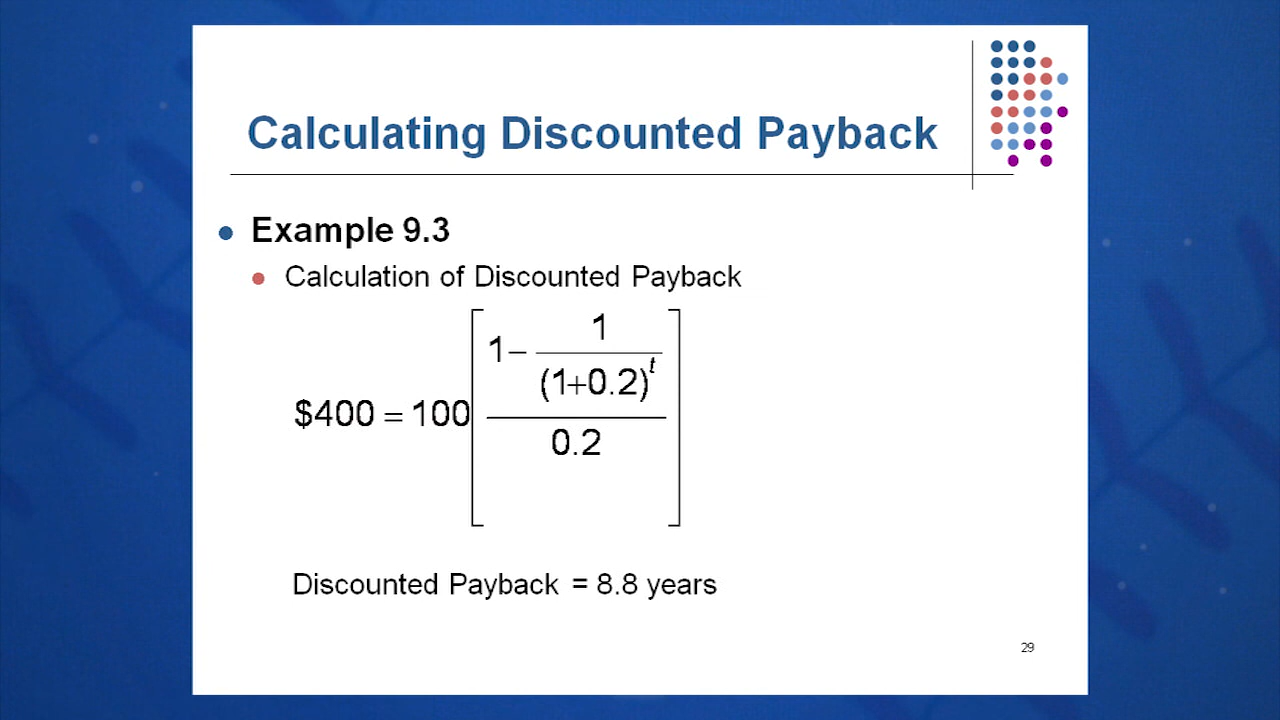 Calculating Discounted Payback
Example 9.3
Calculation of Discounted Payback
$400 = 100[(1 − 1/(1+0.2)^t)/0.2]
Discounted Payback = 8.8 years
29